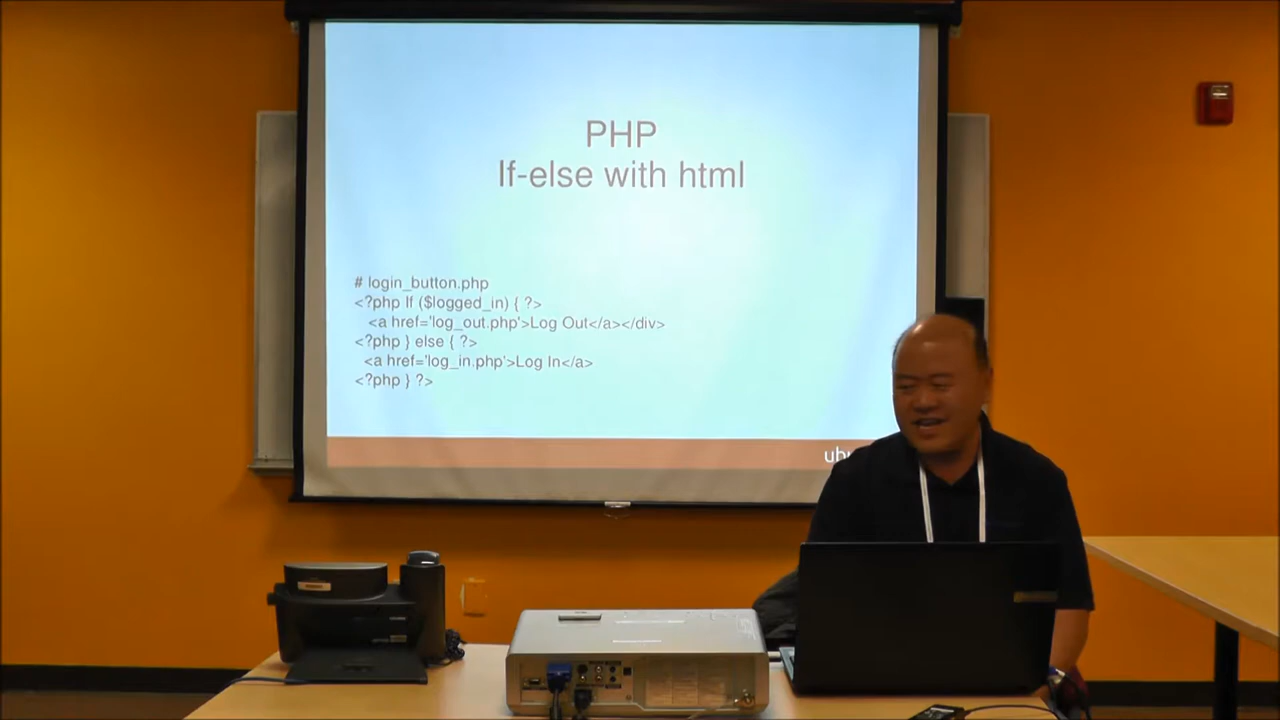 PHP
If-else with html
# login_button.php
<?php If ($logged_in) { ?>
<a href='log_out.php'>Log Out</a></div>
<?php } else { ?>
<a href='log_in.php'>Log In</a>
<?php } ?>